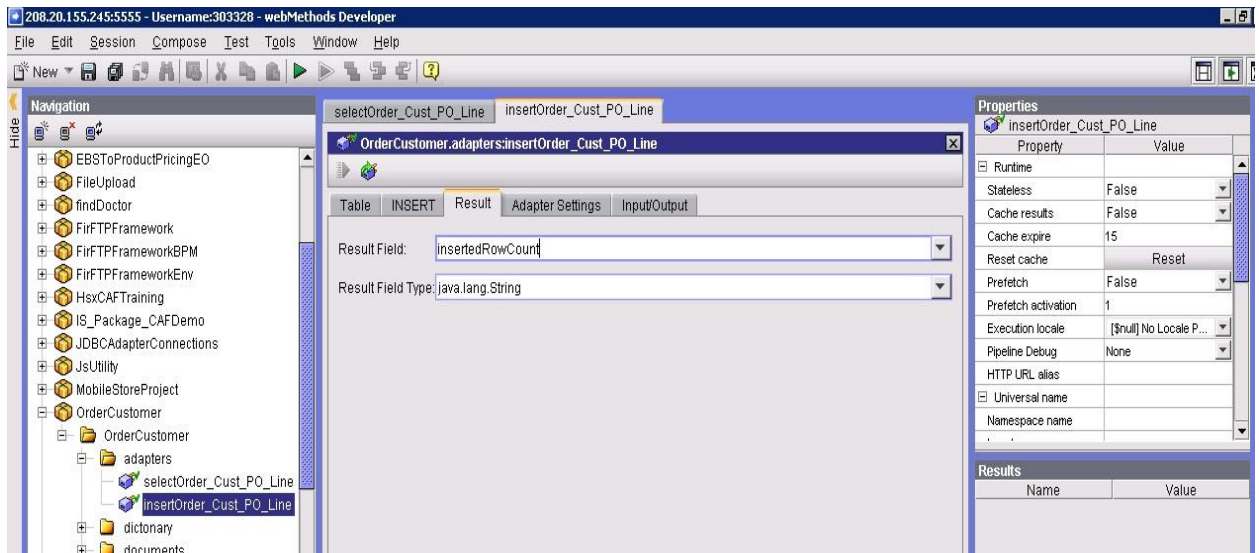 208.20.155.245:5555 - Username:303328 - webMethods Developer
File Edit Session Compose Test Tools Window Help
New
Hide
Navigation
EBSToProductPricingEO
FileUpload
findDoctor
FirFTPFramework
FirFTPFrameworkBPM
FirFTPFrameworkEnv
HsxCAFTraining
IS_Package_CAFDemo
JDBCAdapterConnections
JsUtility
MobileStoreProject
OrderCustomer
OrderCustomer
adapters
selectOrder_Cust_PO_Line
insertOrder_Cust_PO_Line
dictonary
documents
selectOrder_Cust_PO_Line insertOrder_Cust_PO_Line
OrderCustomer.adapters:insertOrder_Cust_PO_Line
Table INSERT Result Adapter Settings Input/Output
Result Field: insertedRowCount
Result Field Type: java.lang.String
Properties
insertOrder_Cust_PO_Line
Property Value
Runtime
Stateless False
Cache results False
Cache expire 15
Reset cache Reset
Prefetch False
Prefetch activation 1
Execution locale [$null] No Locale P...
Pipeline Debug None
HTTP URL alias
Universal name
Namespace name
Results
Name Value